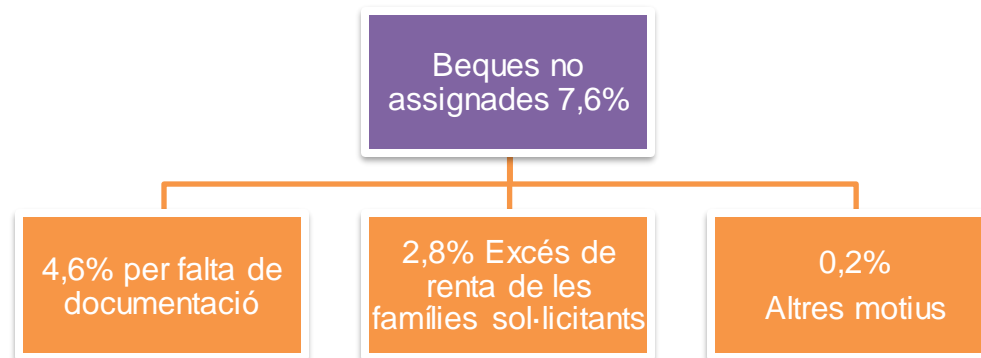 Beques no
assignades 7,6%
4,6% per falta de
documentació
2,8% Excés de
renta de les
famílies sol·licitants
0,2%
Altres motius